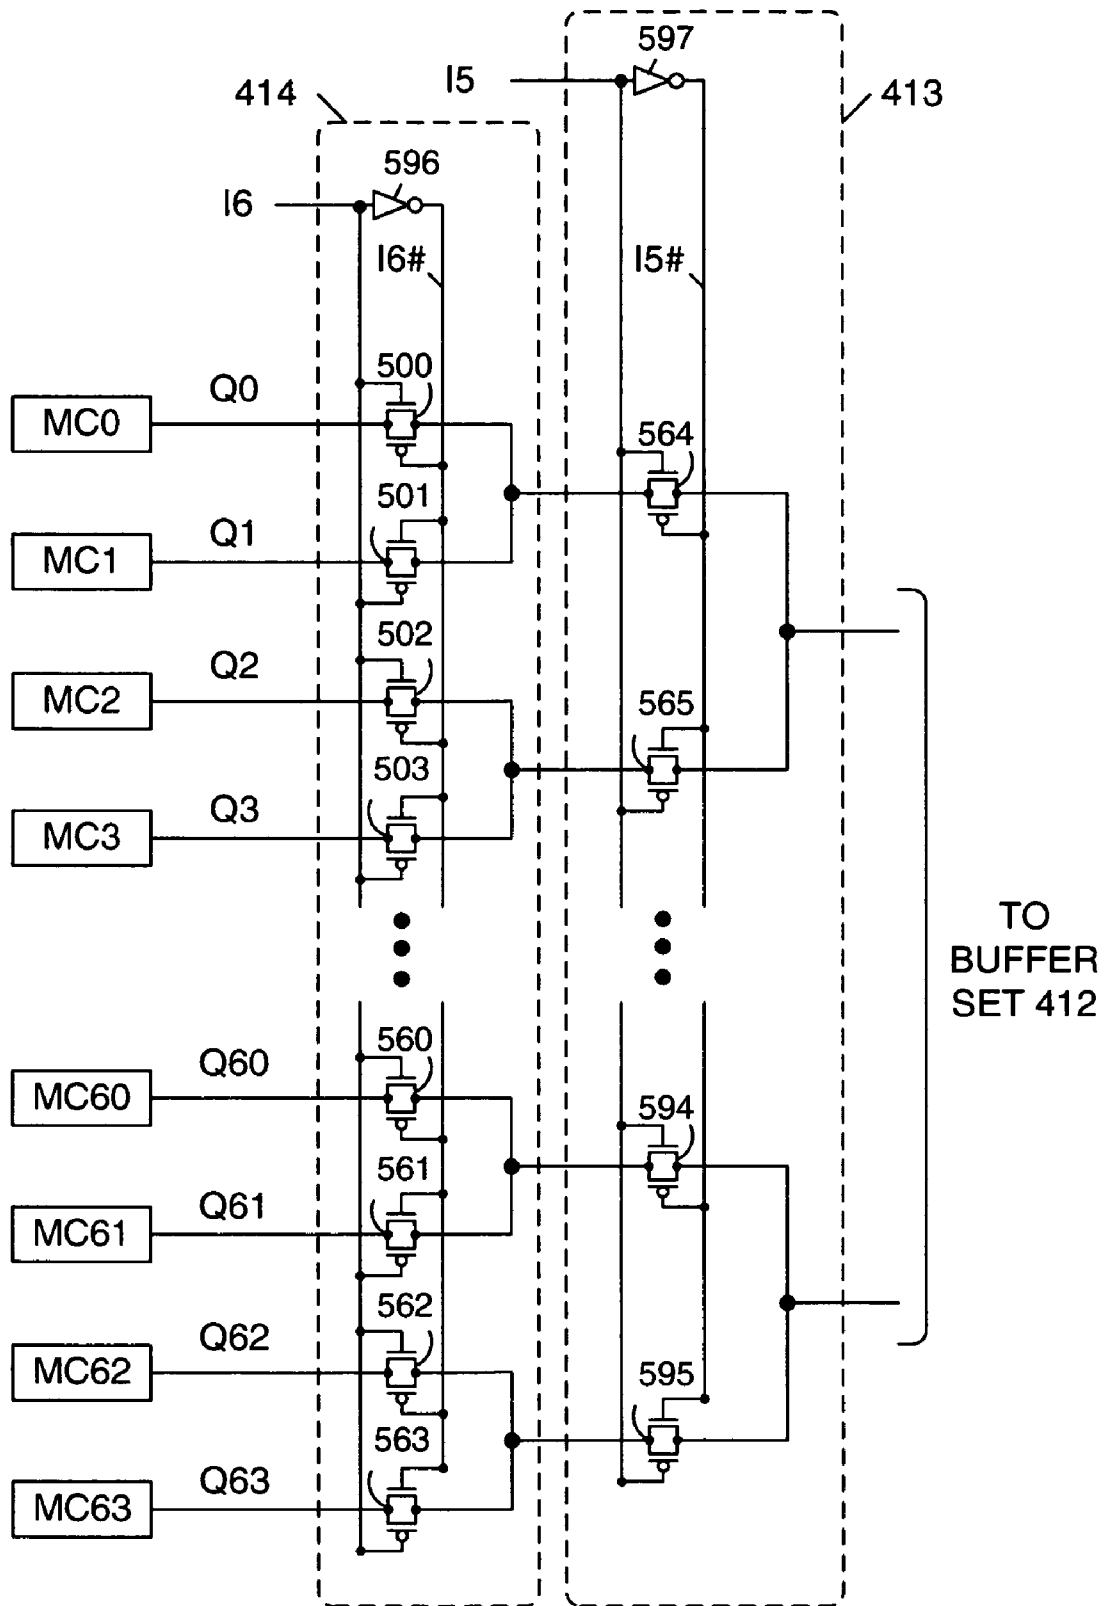 597
I5
414
413
596
I6
I6#
I5#
500
Q0
MC0
564
501
Q1
MC1
502
Q2
MC2
565
503
Q3
MC3
TO
BUFFER
SET 412
560
Q60
MC60
594
561
Q61
MC61
562
Q62
MC62
595
563
Q63
MC63